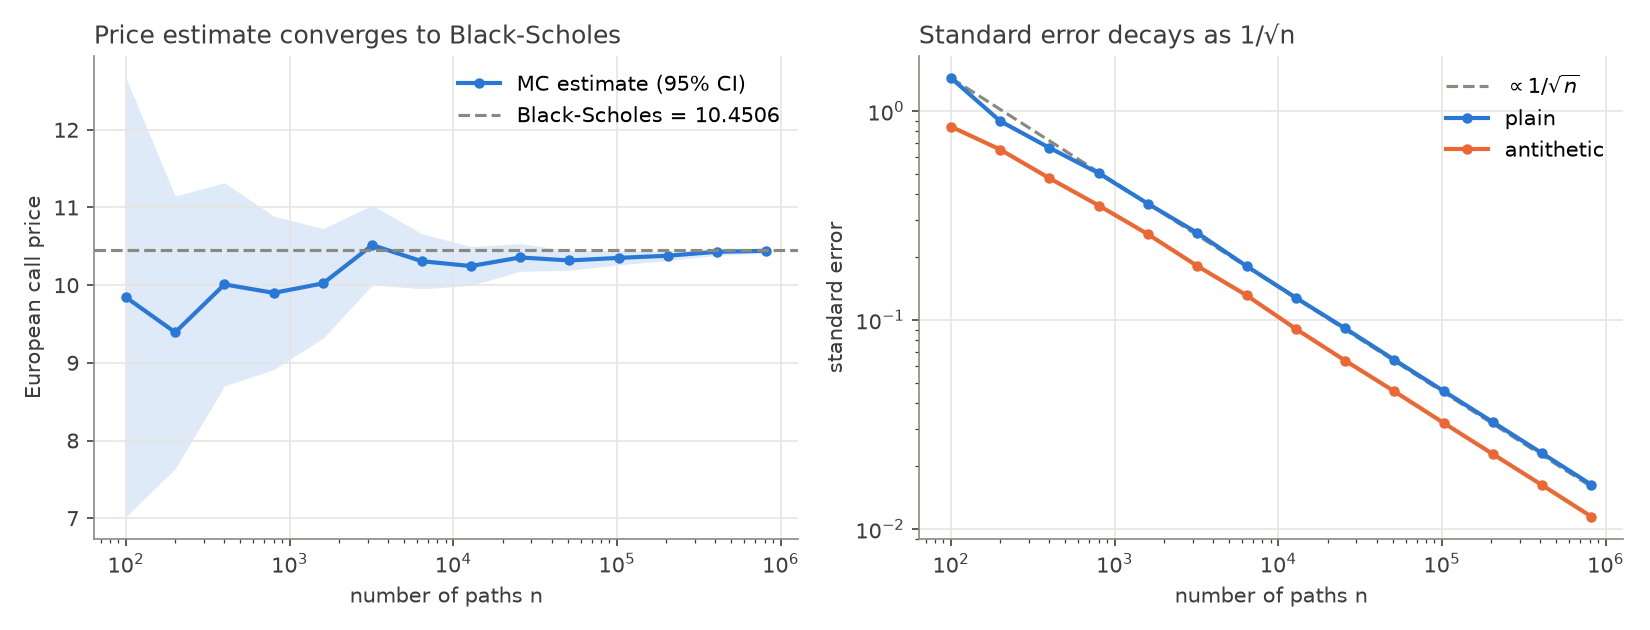 Price estimate converges to Black-Scholes
MC estimate (95% CI)
Black-Scholes = 10.4506
European call price
12
11
10
9
8
7
10²
10³
10⁴
10⁵
10⁶
number of paths n
Standard error decays as 1/√n
∝ 1/√n
plain
antithetic
standard error
10⁰
10⁻¹
10⁻²
10²
10³
10⁴
10⁵
10⁶
number of paths n